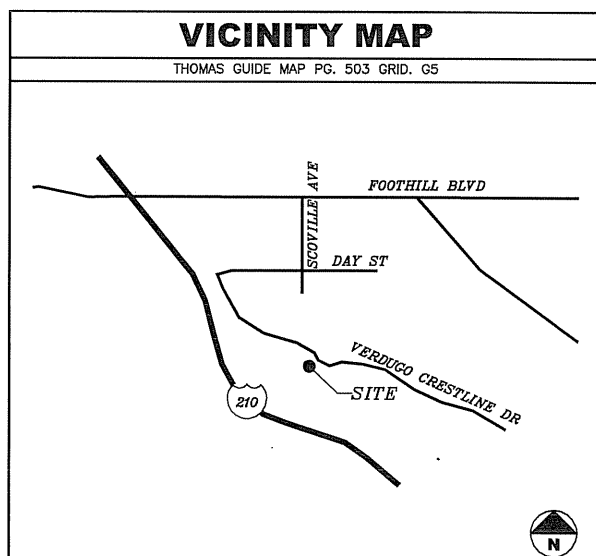 VICINITY MAP
THOMAS GUIDE MAP PG. 503 GRID. G5
FOOTHILL BLVD
SCOVILLE AVE
DAY ST
VERDUGO CRESTLINE DR
SITE
210
N